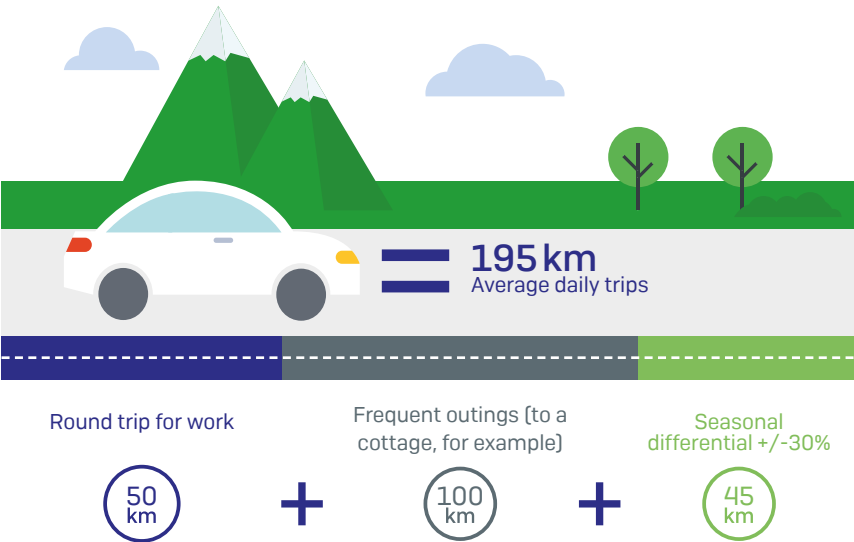 195 km
Average daily trips
Round trip for work
Frequent outings (to a
cottage, for example)
Seasonal
differential +/-30%
50
km
+
100
km
+
45
km